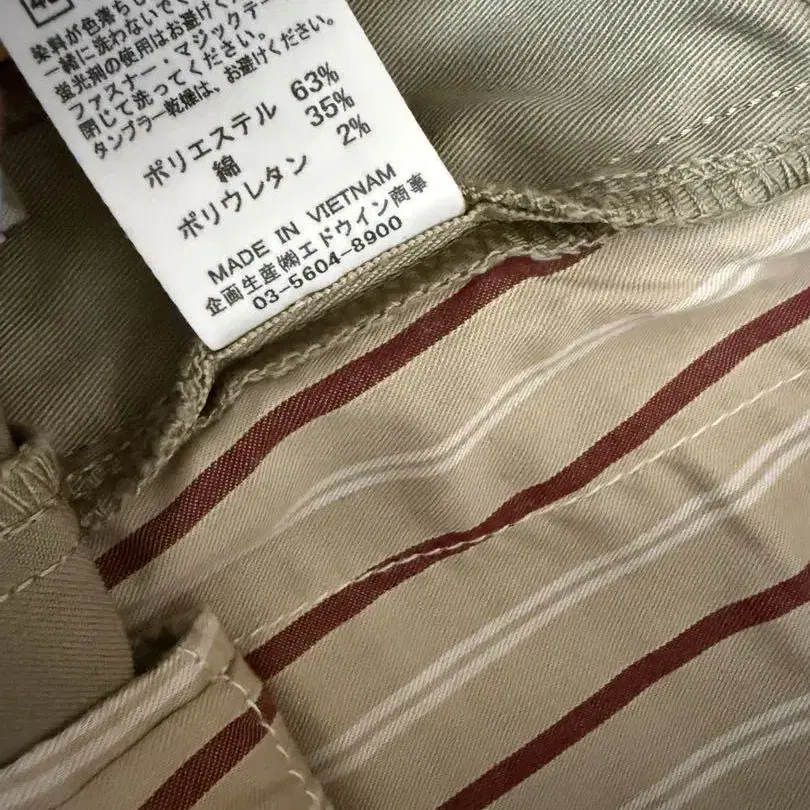 染料が色落ちし
一緒に洗わないで
蛍光剤の使用はお避けください。
ファスナー・マジックテー
閉じて洗ってください。
タンブラー乾燥は、お避けください。
ポリエステル 63%
綿 35%
ポリウレタン 2%
MADE IN VIETNAM
企画生産㈱エドウイン商事
03-5604-8900